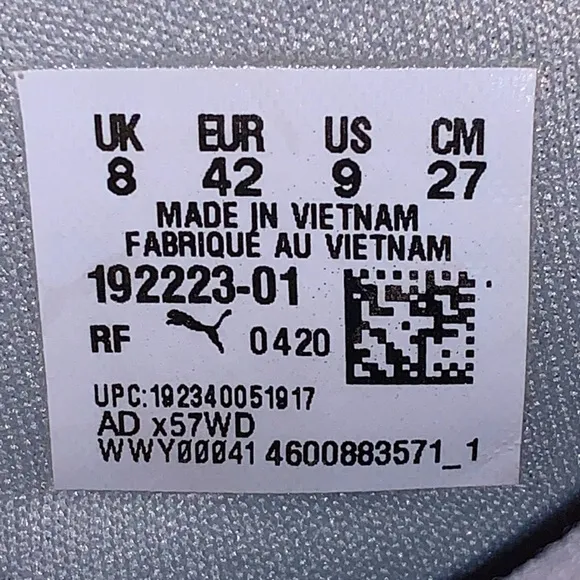 UK EUR US CM
8 42 9 27
MADE IN VIETNAM
FABRIQUÉ AU VIETNAM
192223-01
RF 0420
UPC:192340051917
AD x57WD
WWY00041 4600883571_1